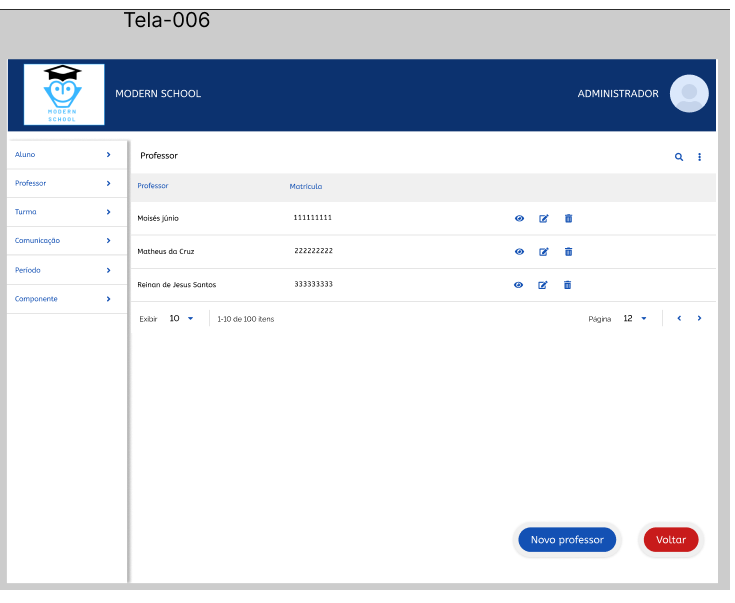 Tela-006
MODERN SCHOOL
MODERN SCHOOL
ADMINISTRADOR
Aluno
Professor
Turma
Comunicação
Período
Componente
Professor
Professor Matrícula
Moisés júnio 111111111
Matheus da Cruz 222222222
Reinan de Jesus Santos 333333333
Exibir 10 1-10 de 100 itens Página 12
Novo professor Voltar